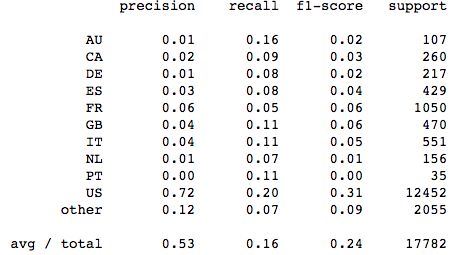 precision recall f1-score support
AU 0.01 0.16 0.02 107
CA 0.02 0.09 0.03 260
DE 0.01 0.08 0.02 217
ES 0.03 0.08 0.04 429
FR 0.06 0.05 0.06 1050
GB 0.04 0.11 0.06 470
IT 0.04 0.11 0.05 551
NL 0.01 0.07 0.01 156
PT 0.00 0.11 0.00 35
US 0.72 0.20 0.31 12452
other 0.12 0.07 0.09 2055
avg / total 0.53 0.16 0.24 17782